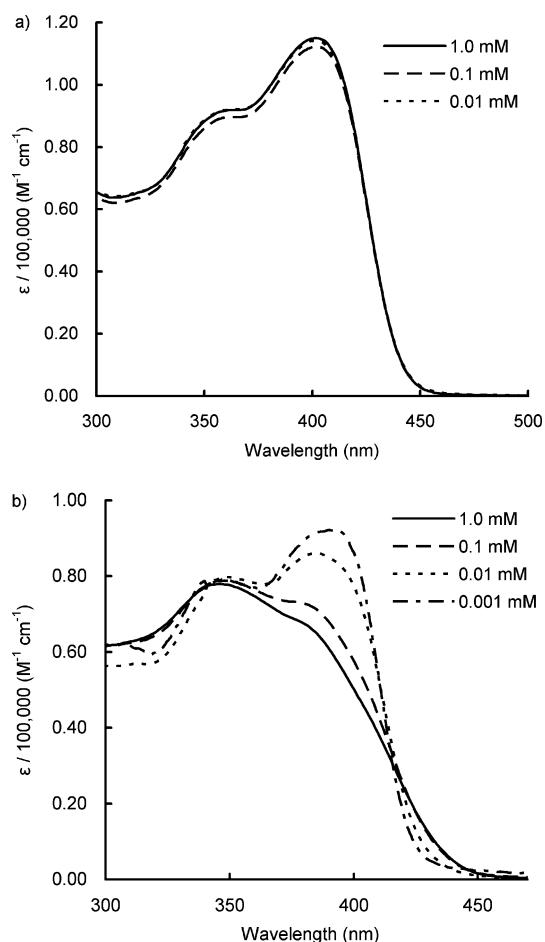 a)
1.20
1.00
0.80
0.60
0.40
0.20
0.00
ε / 100,000 (M⁻¹ cm⁻¹)
1.0 mM
0.1 mM
0.01 mM
300 350 400 450 500
Wavelength (nm)
b)
1.00
0.80
0.60
0.40
0.20
0.00
ε / 100,000 (M⁻¹ cm⁻¹)
1.0 mM
0.1 mM
0.01 mM
0.001 mM
300 350 400 450
Wavelength (nm)